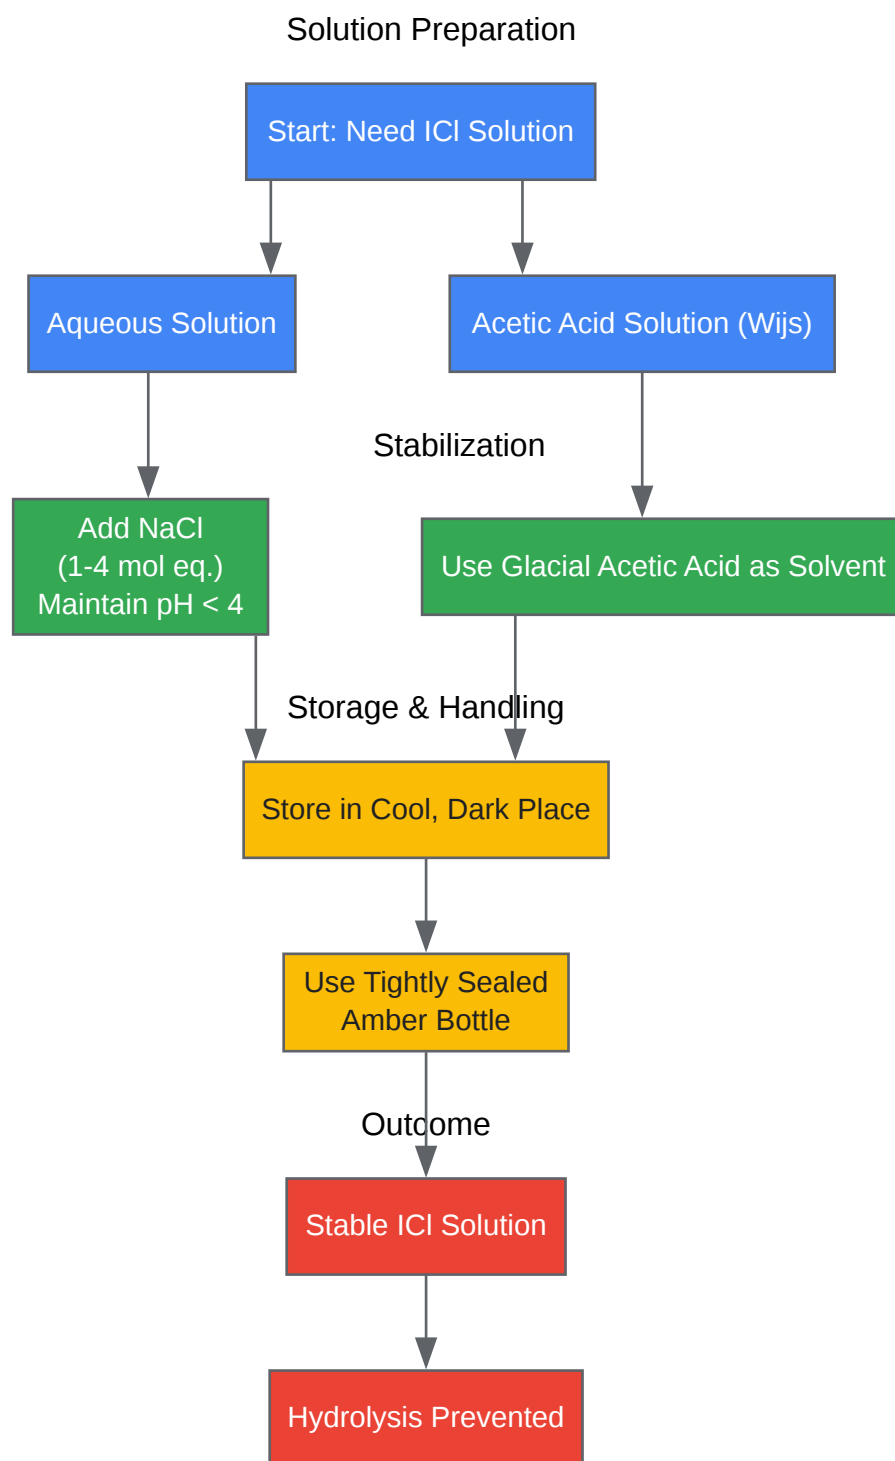 Solution Preparation
Start: Need ICl Solution
Aqueous Solution
Acetic Acid Solution (Wijs)
Stabilization
Add NaCl
(1-4 mol eq.)
Maintain pH < 4
Use Glacial Acetic Acid as Solvent
Storage & Handling
Store in Cool, Dark Place
Use Tightly Sealed
Amber Bottle
Outcome
Stable ICl Solution
Hydrolysis Prevented